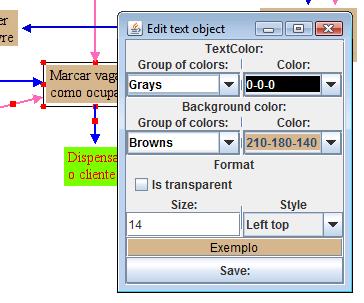 Edit text object
TextColor:
Group of colors: Color:
Grays 0-0-0
Background color:
Group of colors: Color:
Browns 210-180-140
Format
Is transparent
Size: Style
14 Left top
Exemplo
Save:
Marcar vaga
como ocupa
Dispensa
o cliente